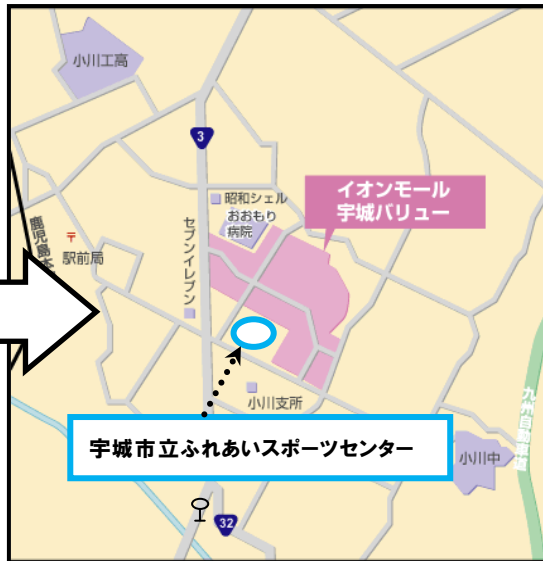 小川工高
3
昭和シェル
おおもり
病院
イオンモール
宇城バリュー
セブンイレブン
鹿児島本
〒
駅前局
小川支所
宇城市立ふれあいスポーツセンター
小川中
九州自動車道
32